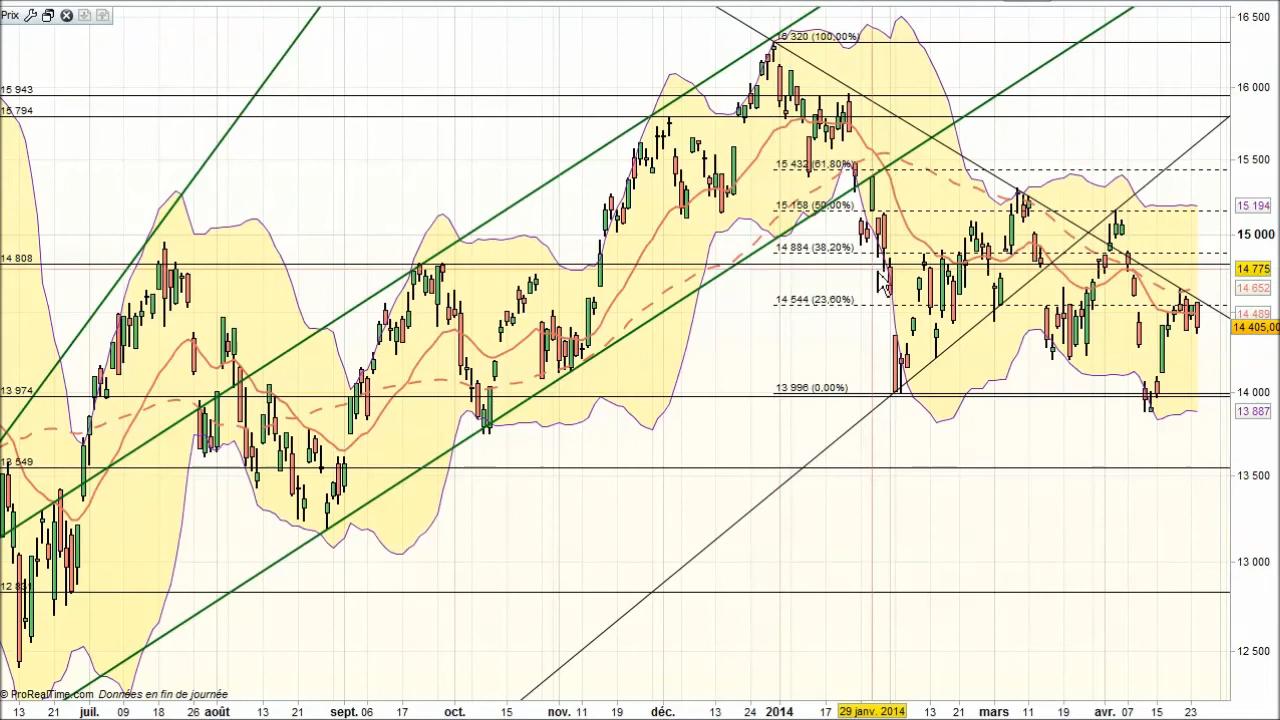 Prix
16 500
16 320 (100,00%)
15 943
16 000
15 794
15 432 (61,80%)
15 500
15 158 (50,00%)
15 194
15 000
14 884 (38,20%)
14 808
14 775
14 652
14 544 (23,60%)
14 489
14 405,00
13 974
13 996 (0,00%)
14 000
13 887
13 549
13 500
13 000
12 831
12 500
© ProRealTime.com Données en fin de journée
13 21 juil. 09 18 26 août 13 21 sept. 06 17 oct. 15 nov. 11 19 déc. 13 24 2014 17 29 janv. 2014 13 21 mars 13 19 avr. 07 15 23